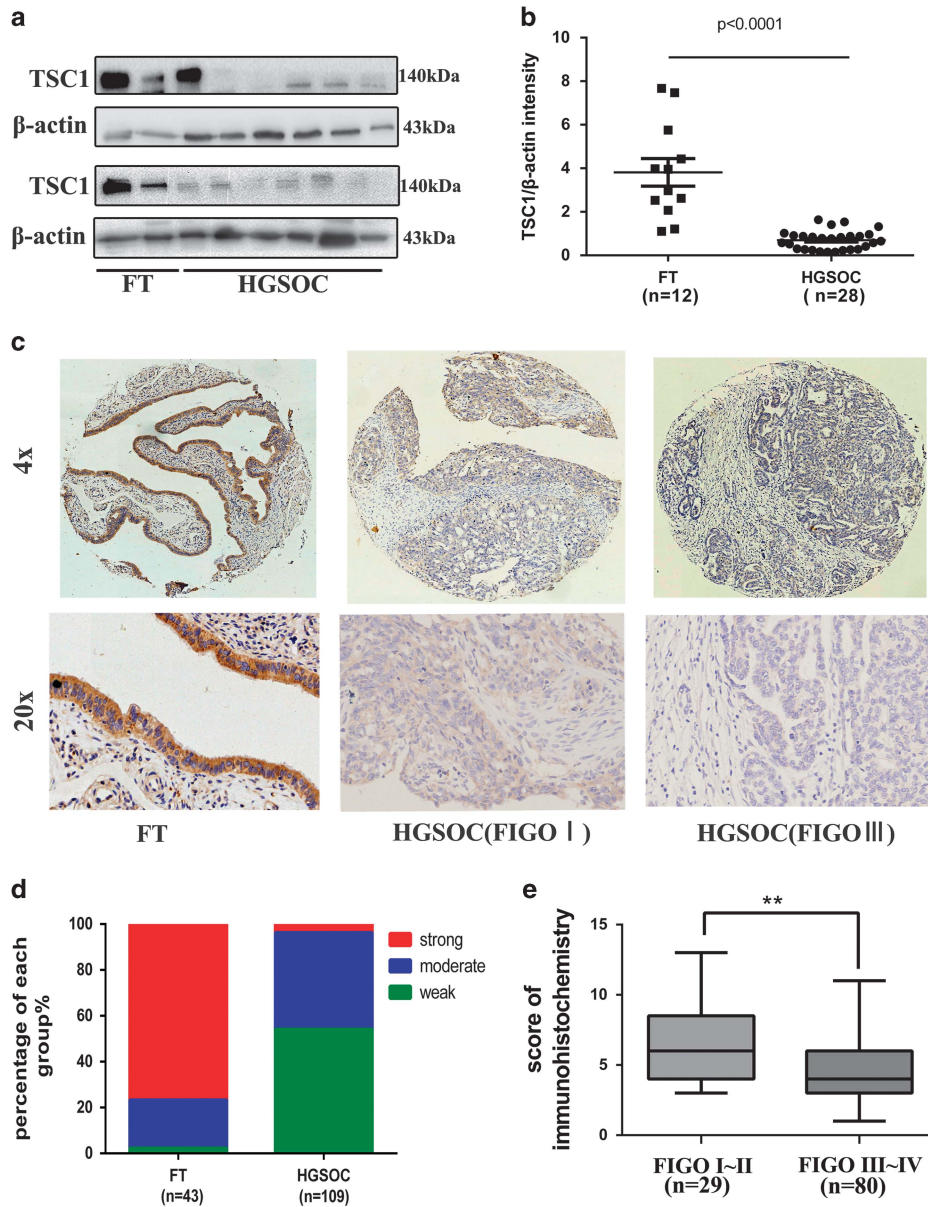 a
TSC1
140kDa
β-actin
43kDa
TSC1
140kDa
β-actin
43kDa
FT
HGSOC
b
p<0.0001
TSC1/β-actin intensity
10
8
6
4
2
0
FT
(n=12)
HGSOC
( n=28)
c
4x
20x
FT
HGSOC(FIGO Ⅰ )
HGSOC(FIGO Ⅲ)
d
percentage of each
group%
100
80
60
40
20
0
strong
moderate
weak
FT
(n=43)
HGSOC
(n=109)
e
**
score of
immunohistochemistry
15
10
5
0
FIGO I~II
(n=29)
FIGO III~IV
(n=80)